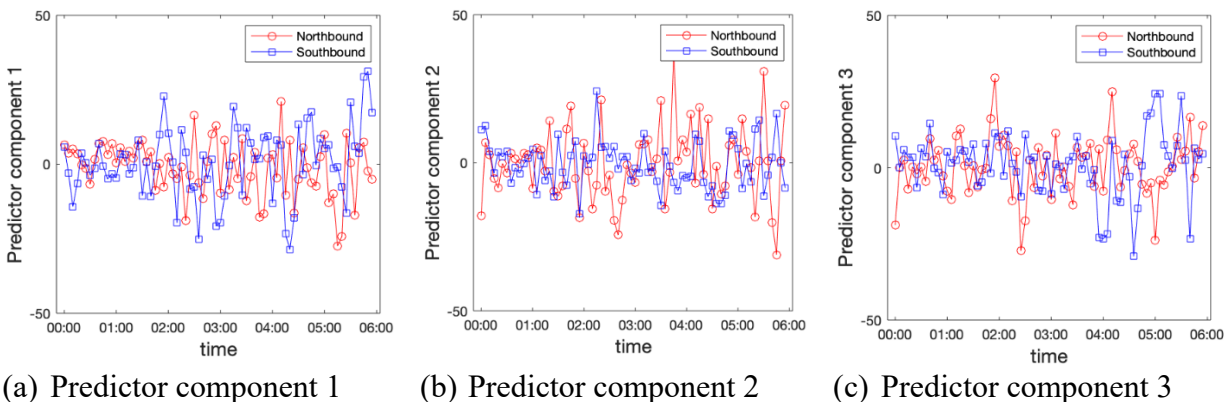 50
Northbound
Southbound
Predictor component 1
0
-50
00:00 01:00 02:00 03:00 04:00 05:00 06:00
time
(a) Predictor component 1
50
Northbound
Southbound
Predictor component 2
0
-50
00:00 01:00 02:00 03:00 04:00 05:00 06:00
time
(b) Predictor component 2
50
Northbound
Southbound
Predictor component 3
0
-50
00:00 01:00 02:00 03:00 04:00 05:00 06:00
time
(c) Predictor component 3